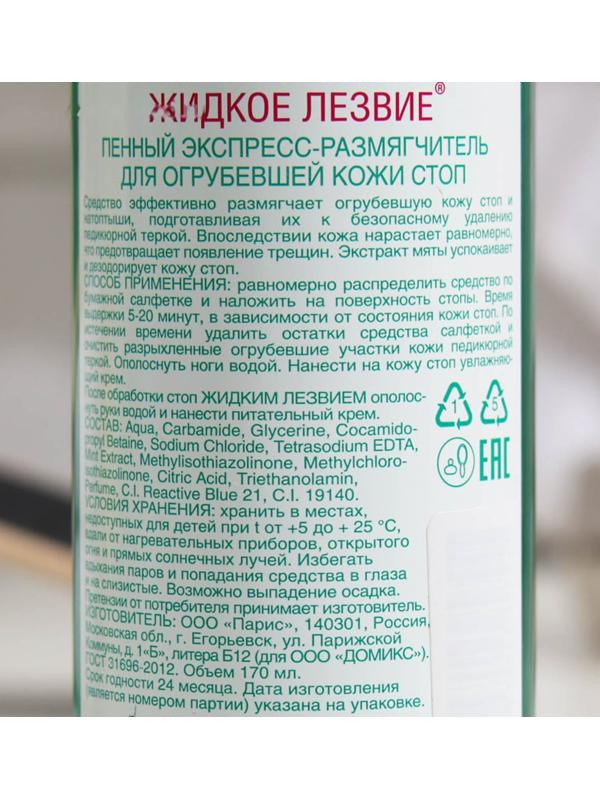 ЖИДКОЕ ЛЕЗВИЕ®
ПЕННЫЙ ЭКСПРЕСС-РАЗМЯГЧИТЕЛЬ
ДЛЯ ОГРУБЕВШЕЙ КОЖИ СТОП
Средство эффективно размягчает огрубевшую кожу стоп и
натоптыши, подготавливая их к безопасному удалению
педикюрной теркой. Впоследствии кожа нарастает равномерно,
что предотвращает появление трещин. Экстракт мяты успокаивает
и дезодорирует кожу стоп.
СПОСОБ ПРИМЕНЕНИЯ: равномерно распределить средство по
бумажной салфетке и наложить на поверхность стопы. Время
выдержки 5-20 минут, в зависимости от состояния кожи стоп. По
истечении времени удалить остатки средства салфеткой и
очистить разрыхленные огрубевшие участки кожи педикюрной
теркой. Ополоснуть ноги водой. Нанести на кожу стоп увлажняю-
щий крем.
После обработки стоп ЖИДКИМ ЛЕЗВИЕМ ополос-
нуть руки водой и нанести питательный крем.
СОСТАВ: Aqua, Carbamide, Glycerine, Cocamido-
propyl Betaine, Sodium Chloride, Tetrasodium EDTA,
Mint Extract, Methylisothiazolinone, Methylchloro-
isothiazolinone, Citric Acid, Triethanolamin,
Perfume, C.I. Reactive Blue 21, C.I. 19140.
УСЛОВИЯ ХРАНЕНИЯ: хранить в местах,
недоступных для детей при t от +5 до + 25 °C,
вдали от нагревательных приборов, открытого
огня и прямых солнечных лучей. Избегать
вдыхания паров и попадания средства в глаза
и на слизистые. Возможно выпадение осадка.
Претензии от потребителя принимает изготовитель.
ИЗГОТОВИТЕЛЬ: ООО «Парис», 140301, Россия,
Московская обл., г. Егорьевск, ул. Парижской
Коммуны, д. 1«Б», литера Б12 (для ООО «ДОМИКС»).
ГОСТ 31696-2012. Объем 170 мл.
Срок годности 24 месяца. Дата изготовления
(является номером партии) указана на упаковке.
1
5
EAC